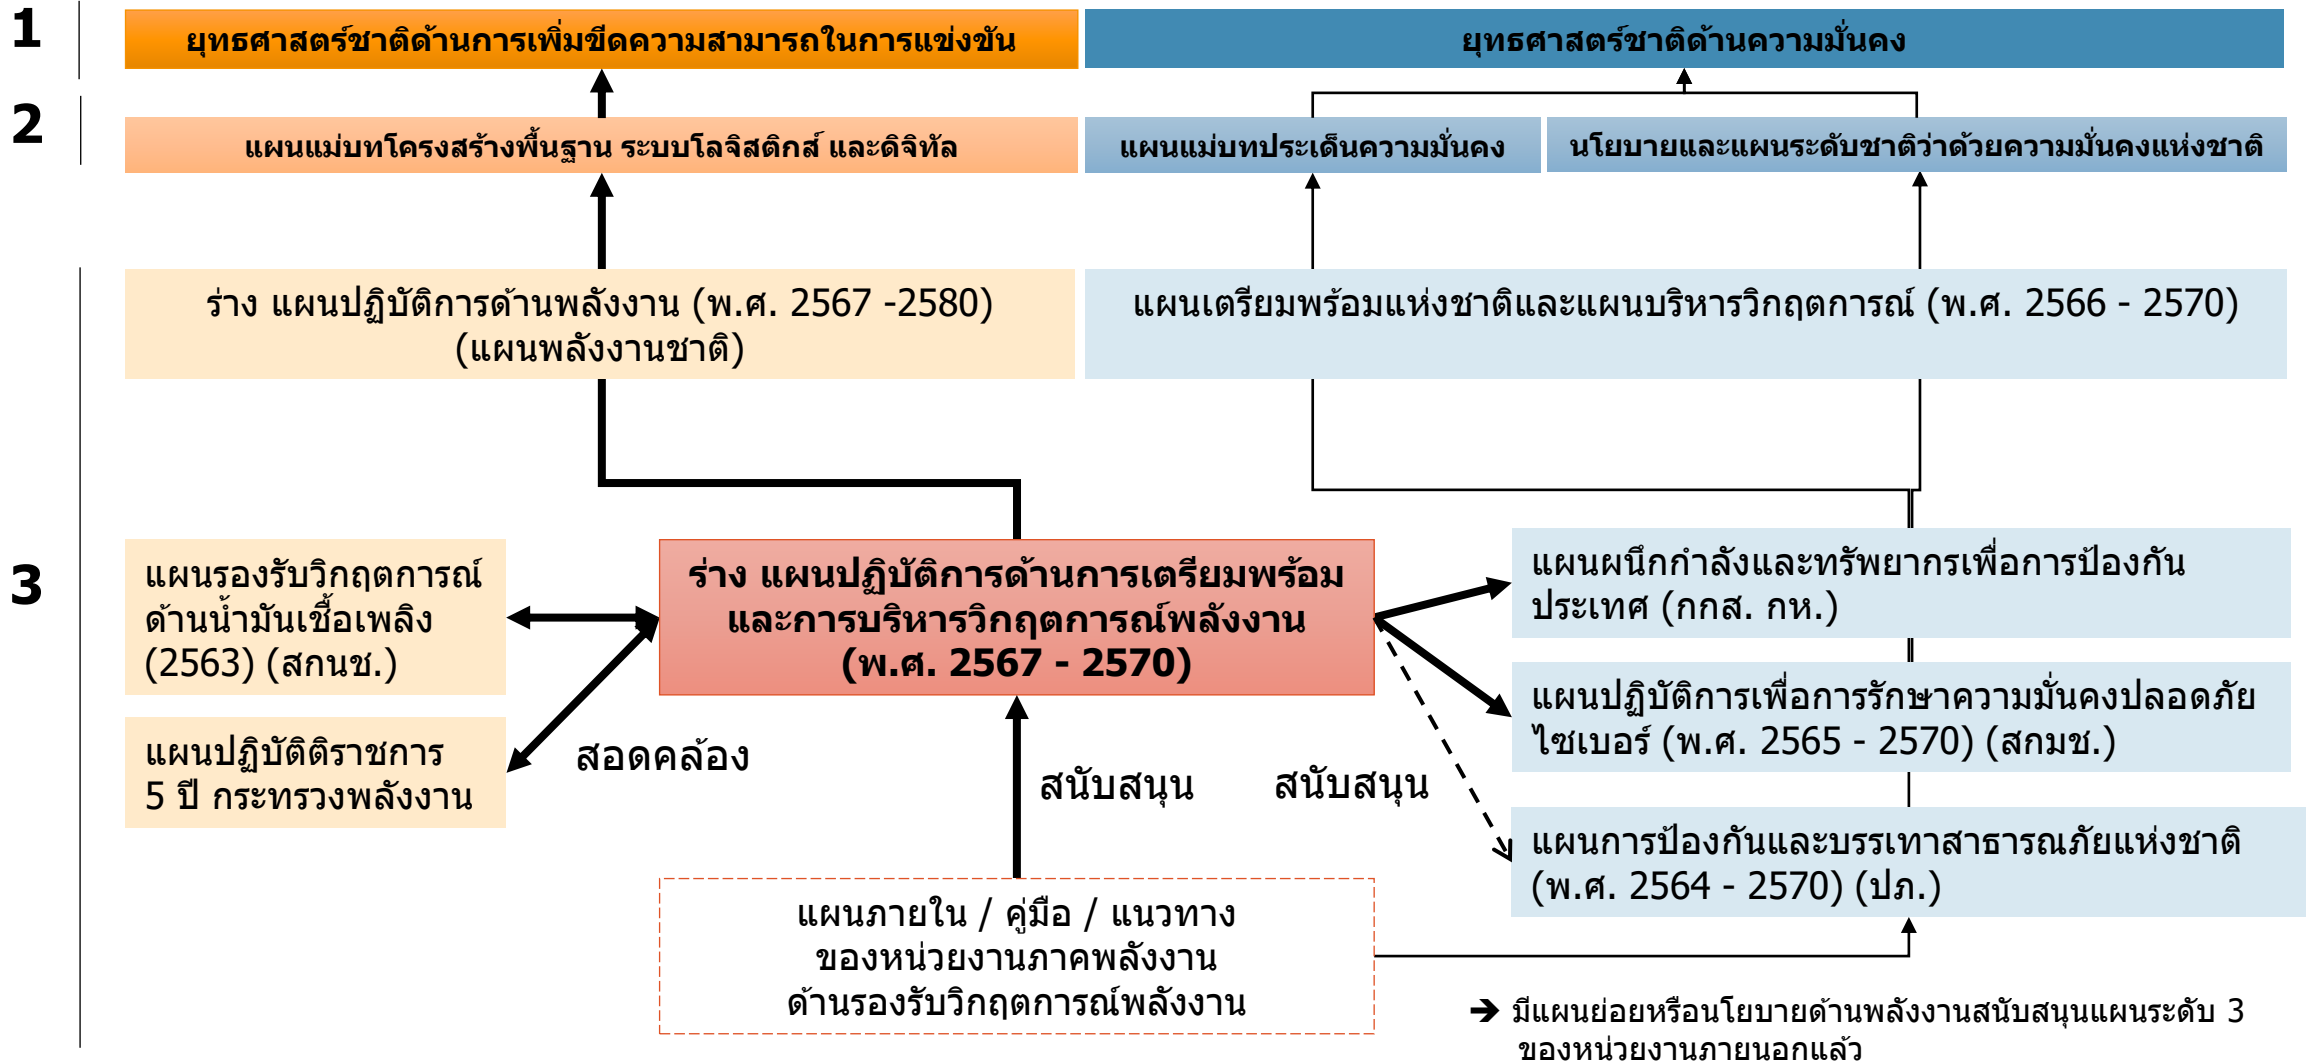 1
ยุทธศาสตร์ชาติด้านการเพิ่มขีดความสามารถในการแข่งขัน
ยุทธศาสตร์ชาติด้านความมั่นคง
2
แผนแม่บทโครงสร้างพื้นฐาน ระบบโลจิสติกส์ และดิจิทัล
แผนแม่บทประเด็นความมั่นคง
นโยบายและแผนระดับชาติว่าด้วยความมั่นคงแห่งชาติ
3
ร่าง แผนปฏิบัติการด้านพลังงาน (พ.ศ. 2567 -2580)
(แผนพลังงานชาติ)
แผนเตรียมพร้อมแห่งชาติและแผนบริหารวิกฤตการณ์ (พ.ศ. 2566 - 2570)
แผนรองรับวิกฤตการณ์
ด้านน้ำมันเชื้อเพลิง
(2563) (สกนช.)
ร่าง แผนปฏิบัติการด้านการเตรียมพร้อม
และการบริหารวิกฤตการณ์พลังงาน
(พ.ศ. 2567 - 2570)
แผนผนึกกำลังและทรัพยากรเพื่อการป้องกัน
ประเทศ (กกส. กห.)
แผนปฏิบัติการเพื่อการรักษาความมั่นคงปลอดภัย
ไซเบอร์ (พ.ศ. 2565 - 2570) (สกมช.)
แผนปฏิบัติติราชการ
5 ปี กระทรวงพลังงาน
สอดคล้อง
สนับสนุน
สนับสนุน
แผนการป้องกันและบรรเทาสาธารณภัยแห่งชาติ
(พ.ศ. 2564 - 2570) (ปภ.)
แผนภายใน / คู่มือ / แนวทาง
ของหน่วยงานภาคพลังงาน
ด้านรองรับวิกฤตการณ์พลังงาน
➔ มีแผนย่อยหรือนโยบายด้านพลังงานสนับสนุนแผนระดับ 3
ของหน่วยงานภายนอกแล้ว